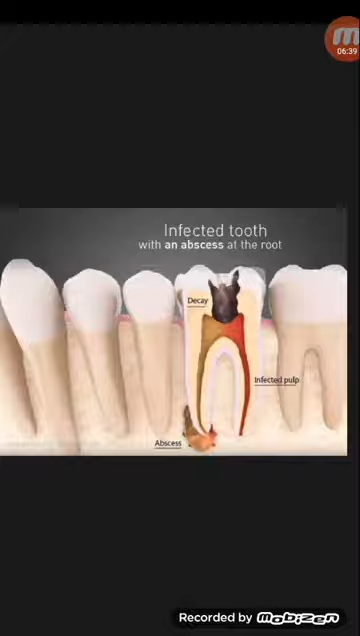 06:39
Infected tooth
with an abscess at the root
Decay
Infected pulp
Abscess
Recorded by Mobizen